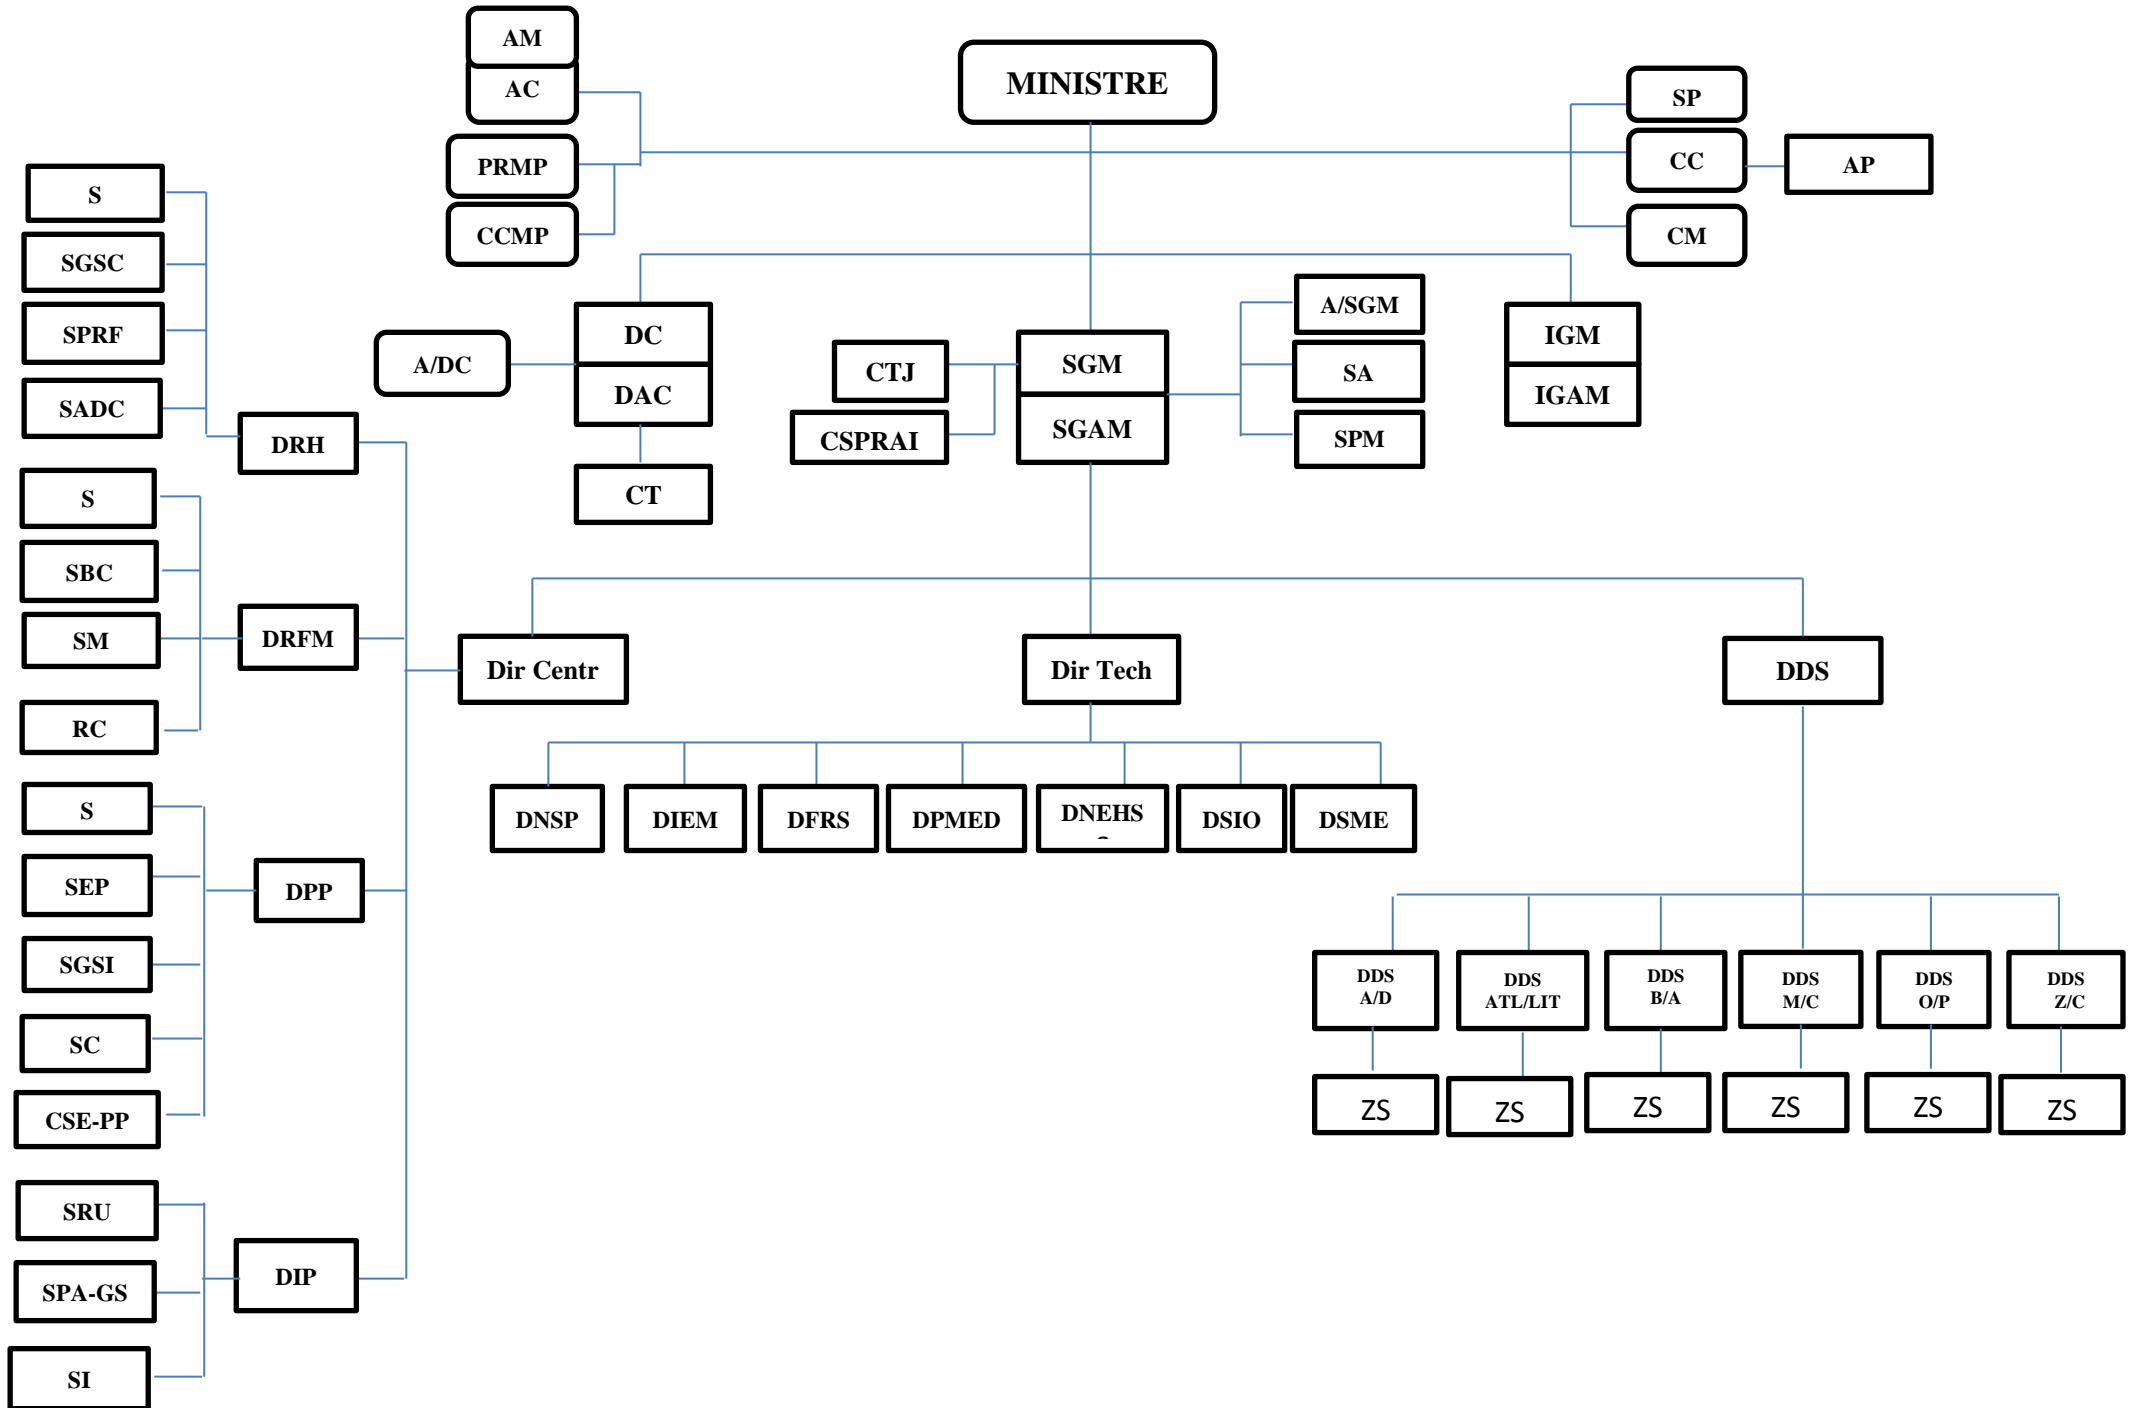 AM
AC
MINISTRE
SP
PRMP
CC
AP
CCMP
CM
S
SGSC
SPRF
SADC
DRH
A/DC
DC
DAC
CT
CTJ
CSPRAI
SGM
SGAM
A/SGM
SA
SPM
IGM
IGAM
S
SBC
SM
RC
DRFM
Dir Centr
Dir Tech
DDS
S
SEP
SGSI
SC
CSE-PP
DPP
DNSP
DIEM
DFRS
DPMED
DNEHS
DSIO
DSME
DDS
A/D
DDS
ATL/LIT
DDS
B/A
DDS
M/C
DDS
O/P
DDS
Z/C
ZS
ZS
ZS
ZS
ZS
ZS
SRU
SPA-GS
SI
DIP